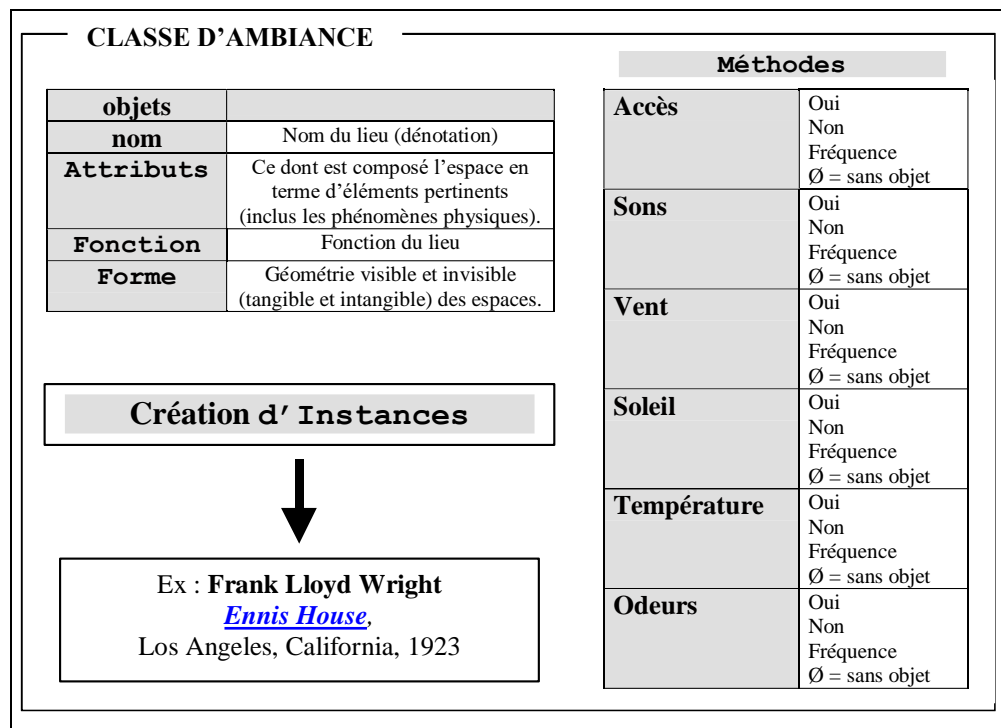 CLASSE D’AMBIANCE
objets
nom Nom du lieu (dénotation)
Attributs Ce dont est composé l’espace en
terme d’éléments pertinents
(inclus les phénomènes physiques).
Fonction Fonction du lieu
Forme Géométrie visible et invisible
(tangible et intangible) des espaces.
Création d’Instances
Ex : Frank Lloyd Wright
Ennis House,
Los Angeles, California, 1923
Méthodes
Accès Oui
Non
Fréquence
Ø = sans objet
Sons Oui
Non
Fréquence
Ø = sans objet
Vent Oui
Non
Fréquence
Ø = sans objet
Soleil Oui
Non
Fréquence
Ø = sans objet
Température Oui
Non
Fréquence
Ø = sans objet
Odeurs Oui
Non
Fréquence
Ø = sans objet